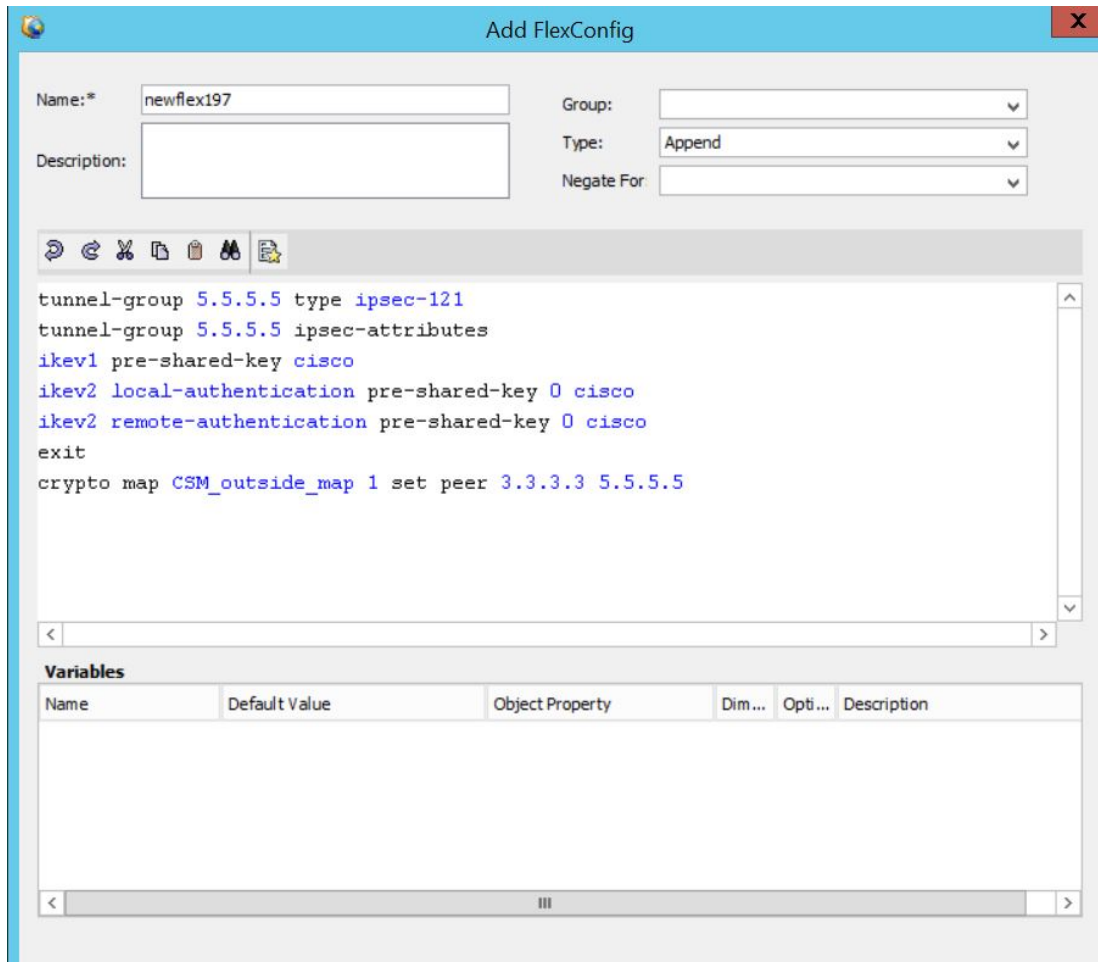 Add FlexConfig
X
Name:* newflex197
Group:
Type: Append
Description:
Negate For:
tunnel-group 5.5.5.5 type ipsec-121
tunnel-group 5.5.5.5 ipsec-attributes
ikev1 pre-shared-key cisco
ikev2 local-authentication pre-shared-key 0 cisco
ikev2 remote-authentication pre-shared-key 0 cisco
exit
crypto map CSM_outside_map 1 set peer 3.3.3.3 5.5.5.5
Variables
Name Default Value Object Property Dim... Opti... Description